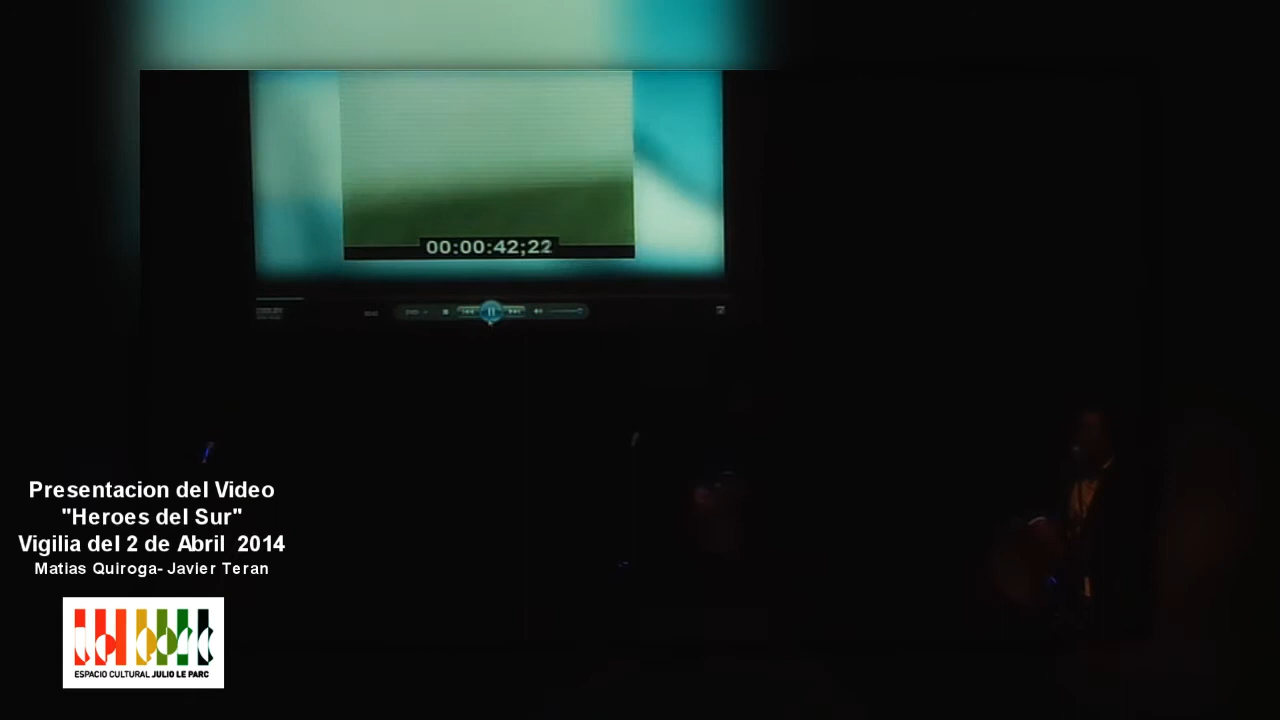 00:00:42;22
Presentacion del Video
"Heroes del Sur"
Vigilia del 2 de Abril 2014
Matias Quiroga- Javier Teran
ESPACIO CULTURAL JULIO LE PARC